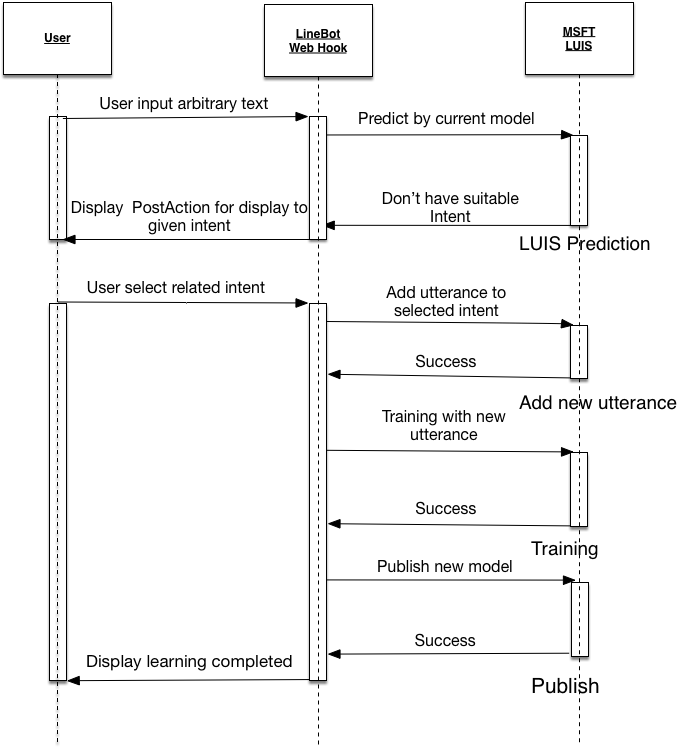 User
LineBot
Web Hook
MSFT
LUIS
User input arbitrary text
Predict by current model
Don't have suitable
Intent
Display  PostAction for display to
given intent
LUIS Prediction
User select related intent
Add utterance to
selected intent
Success
Add new utterance
Training with new
utterance
Success
Training
Publish new model
Success
Display learning completed
Publish